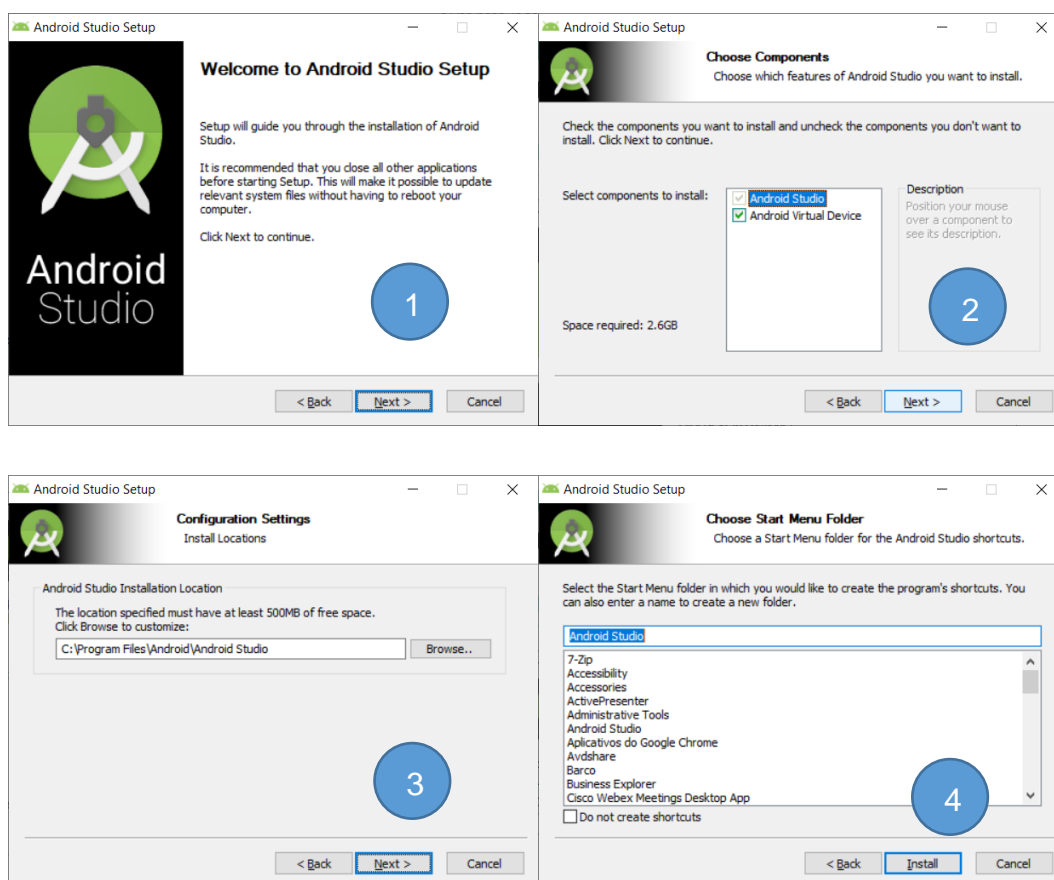 Android Studio Setup
Welcome to Android Studio Setup
Setup will guide you through the installation of Android
Studio.
It is recommended that you close all other applications
before starting Setup. This will make it possible to update
relevant system files without having to reboot your
computer.
Click Next to continue.
Android
Studio
1
< Back
Next >
Cancel
Android Studio Setup
Choose Components
Choose which features of Android Studio you want to install.
Check the components you want to install and uncheck the components you don't want to
install. Click Next to continue.
Select components to install:
Android Studio
Android Virtual Device
Description
Position your mouse
over a component to
see its description.
2
Space required: 2.6GB
< Back
Next >
Cancel
Android Studio Setup
Configuration Settings
Install Locations
Android Studio Installation Location
The location specified must have at least 500MB of free space.
Click Browse to customize:
C:\Program Files\Android\Android Studio
Browse..
3
< Back
Next >
Cancel
Android Studio Setup
Choose Start Menu Folder
Choose a Start Menu folder for the Android Studio shortcuts.
Select the Start Menu folder in which you would like to create the program's shortcuts. You
can also enter a name to create a new folder.
Android Studio
7-Zip
Accessibility
Accessories
ActivePresenter
Administrative Tools
Android Studio
Aplicativos do Google Chrome
Avdshare
Barco
Business Explorer
Cisco Webex Meetings Desktop App
4
Do not create shortcuts
< Back
Install
Cancel